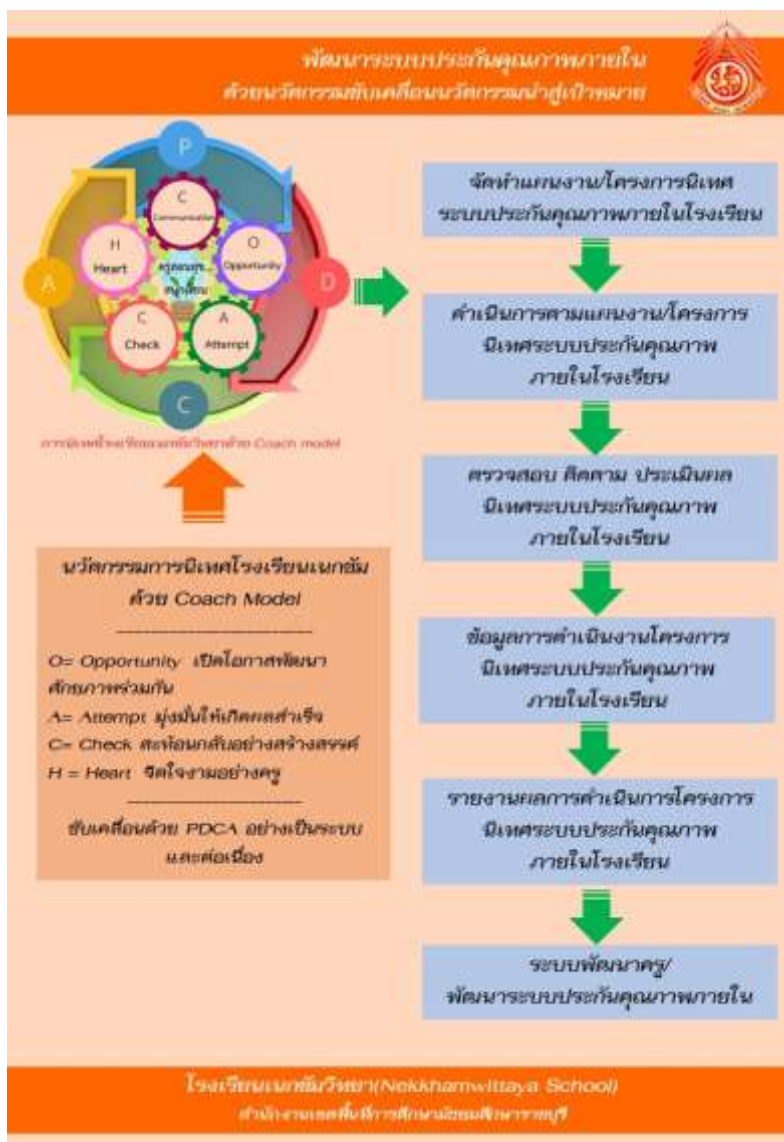 พัฒนาระบบประกันคุณภาพภายใน
ด้วยนวัตกรรมขับเคลื่อนนวัตกรรมนำสู่เป้าหมาย
P
C
Communication
H
Heart
O
Opportunity
ครูสอนสุข...
สนุกเรียน
A
D
C
Check
A
Attempt
C
การนิเทศโรงเรียนเนกขัมวิทยาด้วย Coach model
นวัตกรรมการนิเทศโรงเรียนเนกขัม
ด้วย Coach Model
O= Opportunity เปิดโอกาสพัฒนา
ศักยภาพร่วมกัน
A= Attempt มุ่งมั่นให้เกิดผลสำเร็จ
C= Check สะท้อนกลับอย่างสร้างสรรค์
H = Heart จิตใจงามอย่างครู
ขับเคลื่อนด้วย PDCA อย่างเป็นระบบ
และต่อเนื่อง
จัดทำแผนงาน/โครงการนิเทศ
ระบบประกันคุณภาพภายในโรงเรียน
ดำเนินการตามแผนงาน/โครงการ
นิเทศระบบประกันคุณภาพ
ภายในโรงเรียน
ตรวจสอบ ติดตาม ประเมินผล
นิเทศระบบประกันคุณภาพ
ภายในโรงเรียน
ข้อมูลการดำเนินงานโครงการ
นิเทศระบบประกันคุณภาพ
ภายในโรงเรียน
รายงานผลการดำเนินการโครงการ
นิเทศระบบประกันคุณภาพ
ภายในโรงเรียน
ระบบพัฒนาครู/
พัฒนาระบบประกันคุณภาพภายใน
โรงเรียนเนกขัมวิทยา(Nekkhamwittaya School)
สำนักงานเขตพื้นที่การศึกษามัธยมศึกษาราชบุรี